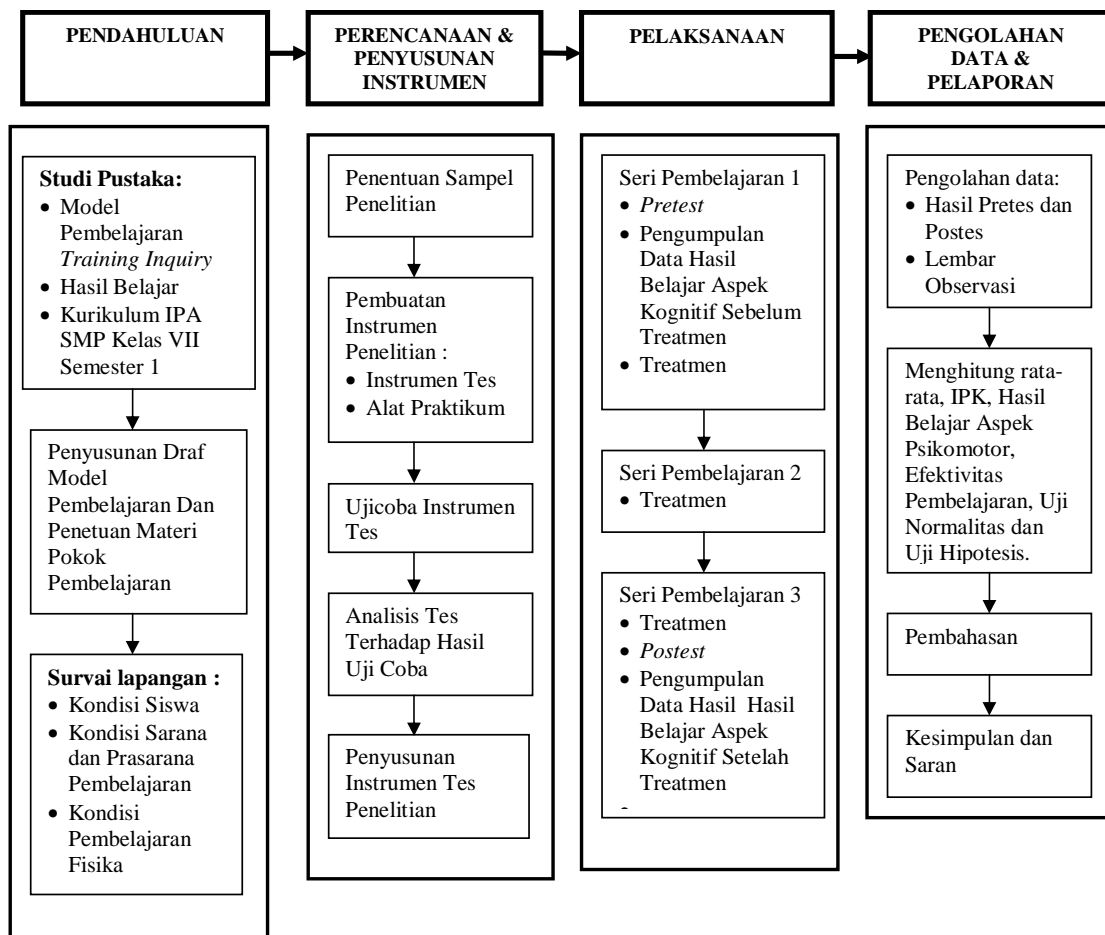 PENDAHULUAN
PERENCANAAN &
PENYUSUNAN
INSTRUMEN
PELAKSANAAN
PENGOLAHAN
DATA &
PELAPORAN
Studi Pustaka:
• Model
Pembelajaran
Training Inquiry
• Hasil Belajar
• Kurikulum IPA
SMP Kelas VII
Semester 1
Penyusunan Draf
Model
Pembelajaran Dan
Penetuan Materi
Pokok
Pembelajaran
Survai lapangan :
• Kondisi Siswa
• Kondisi Sarana
dan Prasarana
Pembelajaran
• Kondisi
Pembelajaran
Fisika
Penentuan Sampel
Penelitian
Pembuatan
Instrumen
Penelitian :
• Instrumen Tes
• Alat Praktikum
Ujicoba Instrumen
Tes
Analisis Tes
Terhadap Hasil
Uji Coba
Penyusunan
Instrumen Tes
Penelitian
Seri Pembelajaran 1
• Pretest
• Pengumpulan
Data Hasil
Belajar Aspek
Kognitif Sebelum
Treatmen
• Treatmen
Seri Pembelajaran 2
• Treatmen
Seri Pembelajaran 3
• Treatmen
• Postest
• Pengumpulan
Data Hasil Hasil
Belajar Aspek
Kognitif Setelah
Treatmen
Pengolahan data:
• Hasil Pretes dan
Postes
• Lembar
Observasi
Menghitung rata-
rata, IPK, Hasil
Belajar Aspek
Psikomotor,
Efektivitas
Pembelajaran, Uji
Normalitas dan
Uji Hipotesis.
Pembahasan
Kesimpulan dan
Saran